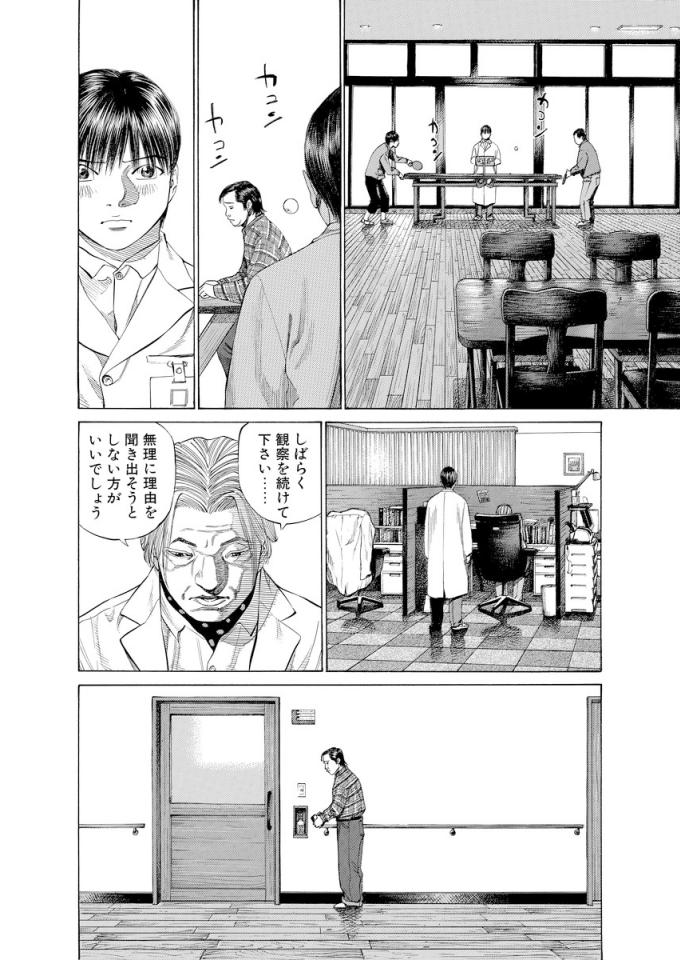 カコン
カコン
カコン
カコン
しばらく
観察を続けて
下さい……
無理に理由を
聞き出そうと
しない方が
いいでしょう